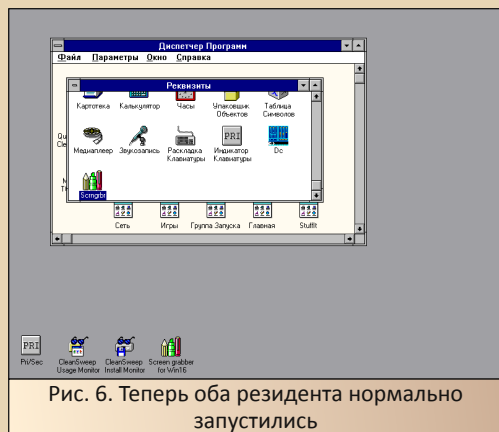 Диспетчер Программ
Файл Параметры Окно Справка
Реквизиты
Картотека Калькулятор Часы Упаковщик Объектов Таблица Символов
Qu
Cle
Медиаплеер Звукозапись Раскладка Клавиатуры PRI Индикатор Клавиатуры Dc
Scrngrbr
Сеть Игры Группа Запуска Главная StuffIt
PRI
Pri/Sec
CleanSweep Usage Monitor
CleanSweep Install Monitor
Screen grabber for Win16
Рис. 6. Теперь оба резидента нормально
запустились